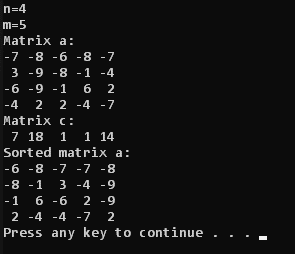 n=4
m=5
Matrix a:
-7 -8 -6 -8 -7
 3 -9 -8 -1 -4
-6 -9 -1  6  2
-4  2  2 -4 -7
Matrix c:
 7 18  1  1 14
Sorted matrix a:
-6 -8 -7 -7 -8
-8 -1  3 -4 -9
-1  6 -6  2 -9
 2 -4 -4 -7  2
Press any key to continue . . .